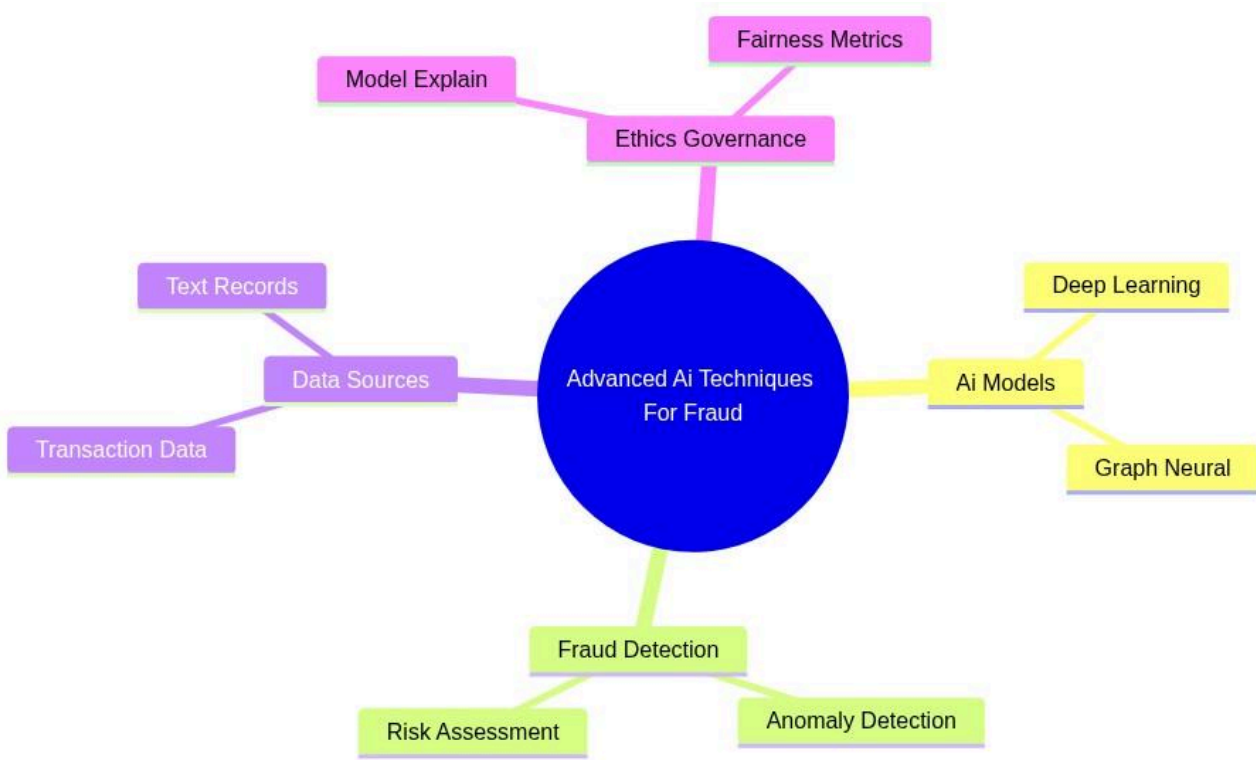 Fairness Metrics
Model Explain
Ethics Governance
Text Records
Deep Learning
Data Sources
Advanced Ai Techniques
For Fraud
Ai Models
Transaction Data
Graph Neural
Fraud Detection
Risk Assessment
Anomaly Detection